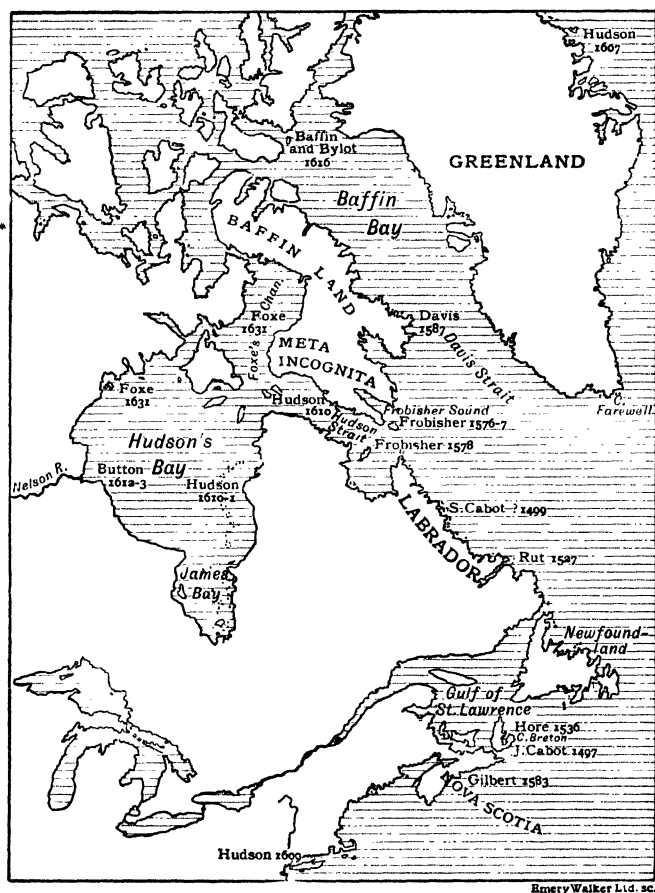 Hudson
1607
Baffin
and Bylot
1616
GREENLAND
Baffin
Bay
BAFFIN LAND
Foxe's Chan.
Foxe
1631
Davis
1587
META
INCOGNITA
Davis Strait
Foxe
1631
Hudson
1610
Hudson
Strait
Frobisher Sound
Frobisher 1576-7
C.
Farewell
Frobisher 1578
Hudson's
Bay
Nelson R.
Button
1612-3
Hudson
1610-1
S. Cabot ? 1499
LABRADOR
Rut 1527
James
Bay
Newfound-
land
Gulf of
St. Lawrence
Hore 1536
C. Breton
J. Cabot 1497
Gilbert 1583
NOVA SCOTIA
Hudson 1609
Emery Walker Ltd. sc.